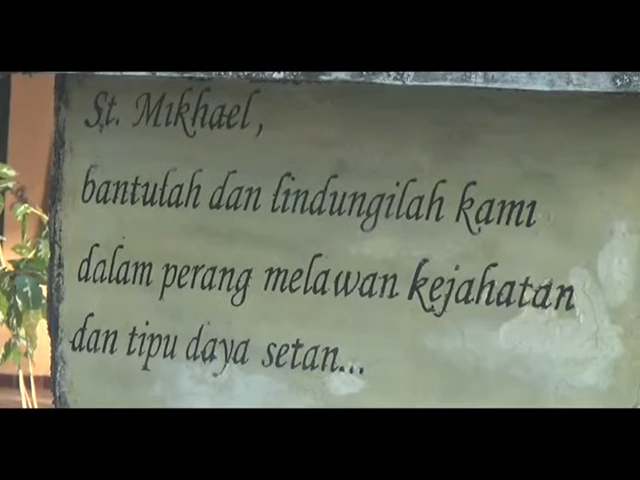 St. Mikhael,
bantulah dan lindungilah kami
dalam perang melawan kejahatan
dan tipu daya setan...